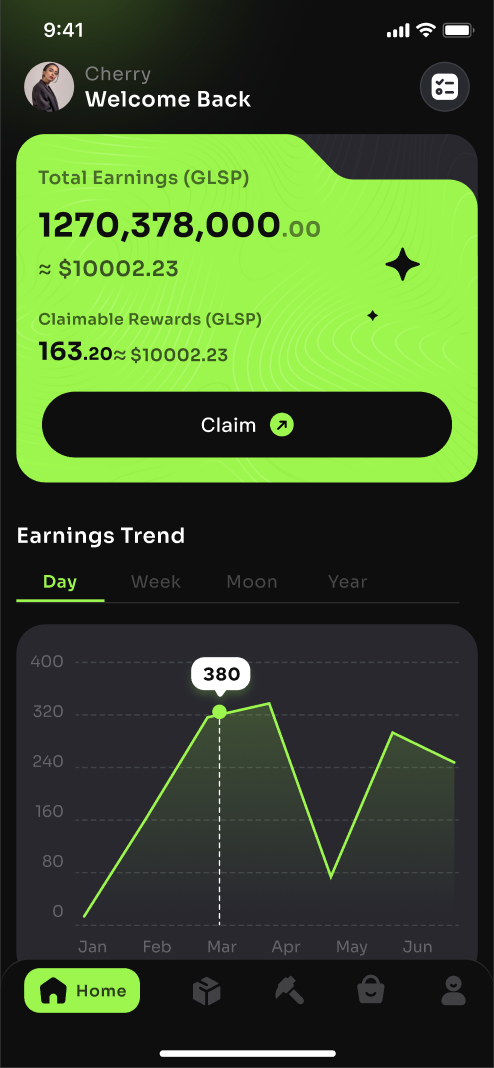 9:41
Cherry
Welcome Back
Total Earnings (GLSP)
1270,378,000.00
≈ $10002.23
Claimable Rewards (GLSP)
163.20≈ $10002.23
Claim
Earnings Trend
Day Week Moon Year
400
380
320
240
160
80
0
Jan Feb Mar Apr May Jun
Home